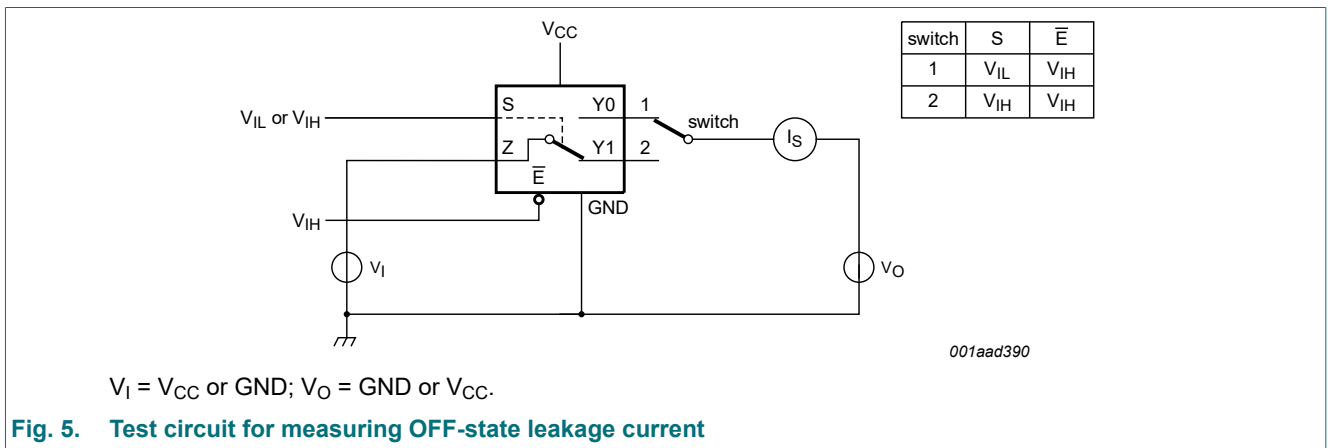 VCC
switch S E̅
1 VIL VIH
2 VIH VIH
S Y0 1
switch
VIL or VIH
IS
Z Y1 2
E̅
GND
VIH
VI
VO
001aad390
VI = VCC or GND; VO = GND or VCC.
Fig. 5. Test circuit for measuring OFF-state leakage current